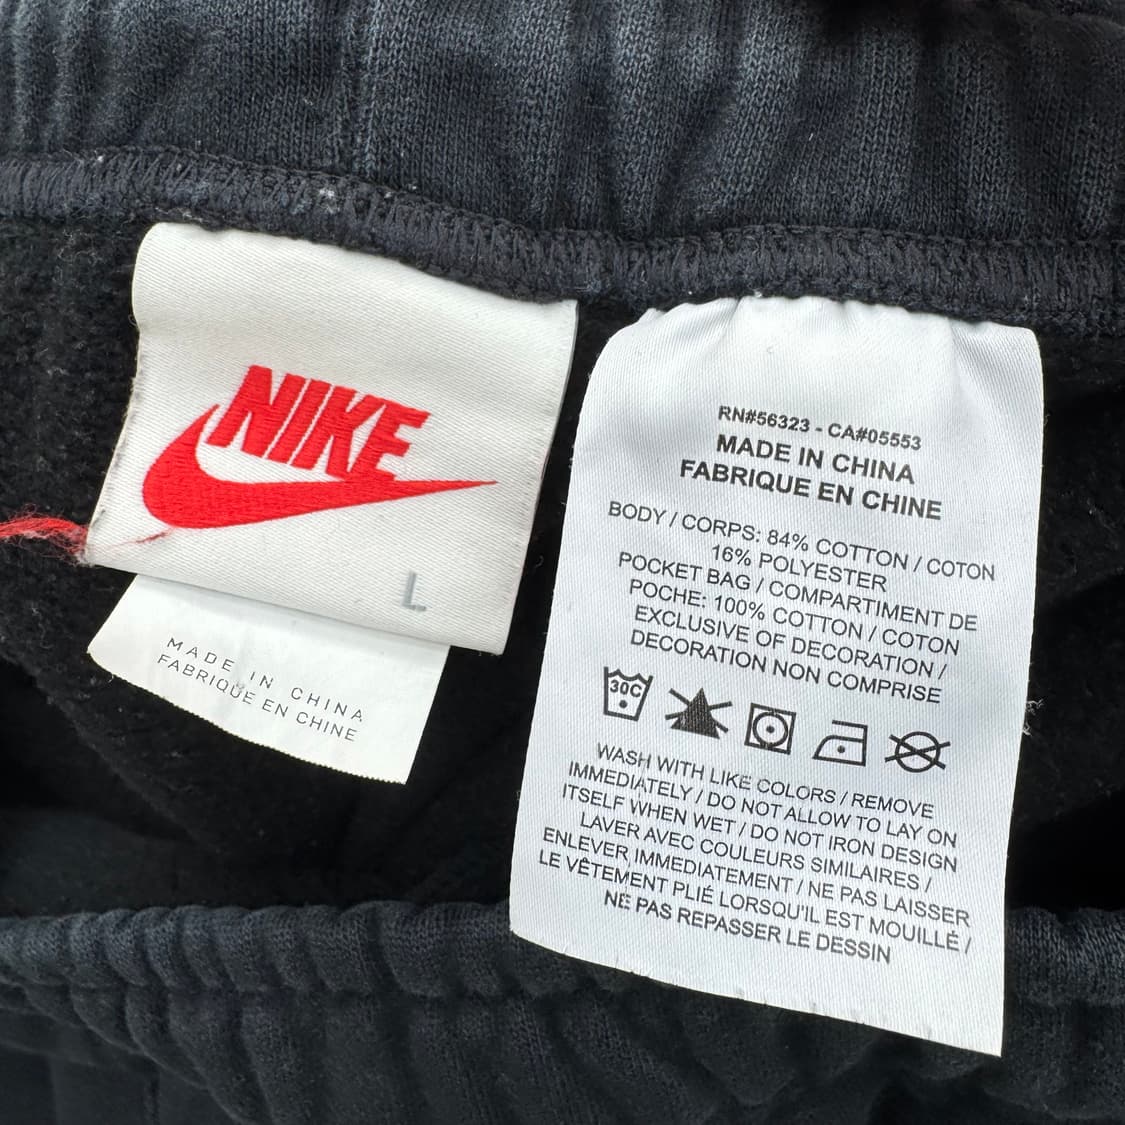 NIKE
L
MADE IN CHINA
FABRIQUE EN CHINE
RN#56323 - CA#05553
MADE IN CHINA
FABRIQUE EN CHINE
BODY / CORPS: 84% COTTON / COTON
16% POLYESTER
POCKET BAG / COMPARTIMENT DE
POCHE: 100% COTTON / COTON
EXCLUSIVE OF DECORATION /
DECORATION NON COMPRISE
30C
WASH WITH LIKE COLORS / REMOVE
IMMEDIATELY / DO NOT ALLOW TO LAY ON
ITSELF WHEN WET / DO NOT IRON DESIGN
LAVER AVEC COULEURS SIMILAIRES /
ENLEVER IMMEDIATEMENT / NE PAS LAISSER
LE VÊTEMENT PLIÉ LORSQU'IL EST MOUILLÉ /
NE PAS REPASSER LE DESSIN